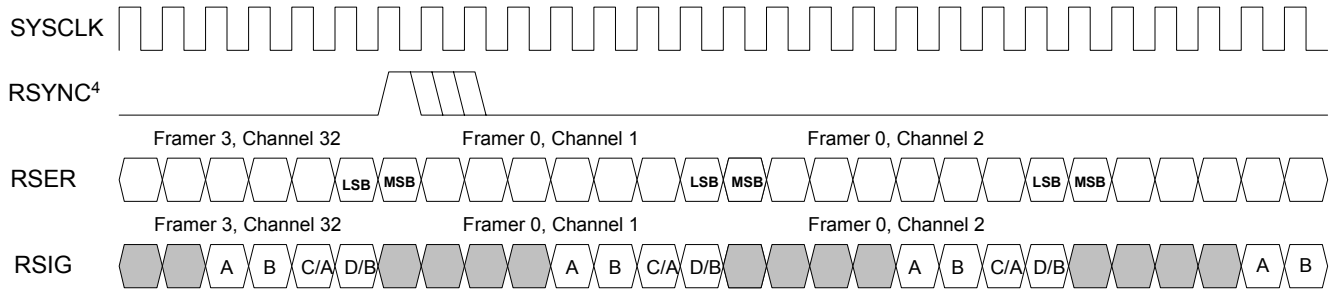 SYSCLK
RSYNC4
Framer 3, Channel 32 Framer 0, Channel 1 Framer 0, Channel 2
RSER LSB MSB LSB MSB LSB MSB
Framer 3, Channel 32 Framer 0, Channel 1 Framer 0, Channel 2
RSIG A B C/A D/B A B C/A D/B A B C/A D/B A B